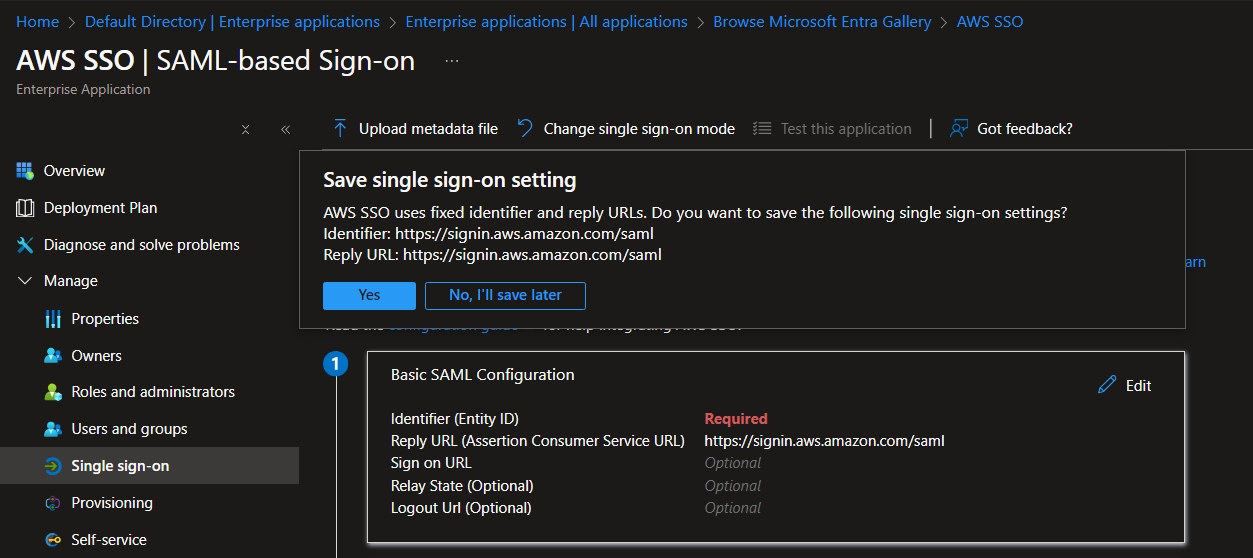 Home > Default Directory | Enterprise applications > Enterprise applications | All applications > Browse Microsoft Entra Gallery > AWS SSO
AWS SSO | SAML-based Sign-on ...
Enterprise Application
Upload metadata file Change single sign-on mode Test this application | Got feedback?
Overview
Deployment Plan
Diagnose and solve problems
Manage
Properties
Owners
Roles and administrators
Users and groups
Single sign-on
Provisioning
Self-service
Save single sign-on setting
AWS SSO uses fixed identifier and reply URLs. Do you want to save the following single sign-on settings?
Identifier: https://signin.aws.amazon.com/saml
Reply URL: https://signin.aws.amazon.com/saml
Yes No, I'll save later
arn
1
Basic SAML Configuration
Edit
Identifier (Entity ID) Required
Reply URL (Assertion Consumer Service URL) https://signin.aws.amazon.com/saml
Sign on URL Optional
Relay State (Optional) Optional
Logout Url (Optional) Optional